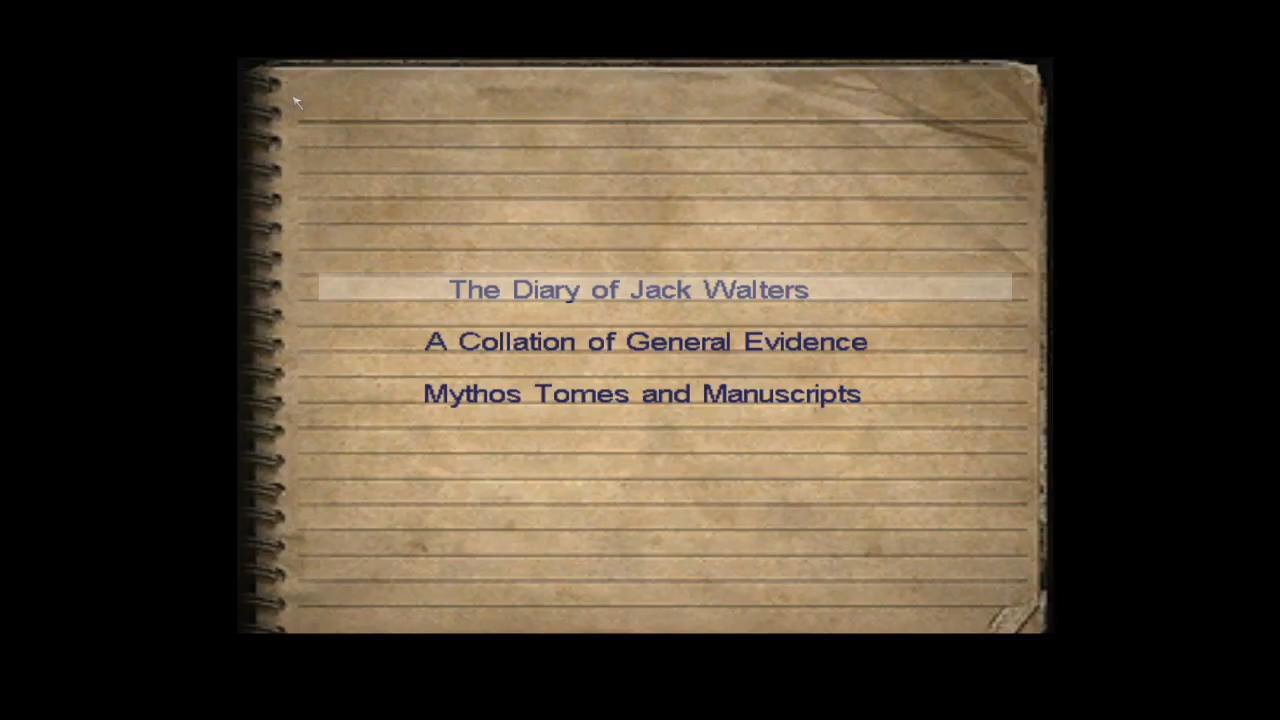 The Diary of Jack Walters
A Collation of General Evidence
Mythos Tomes and Manuscripts